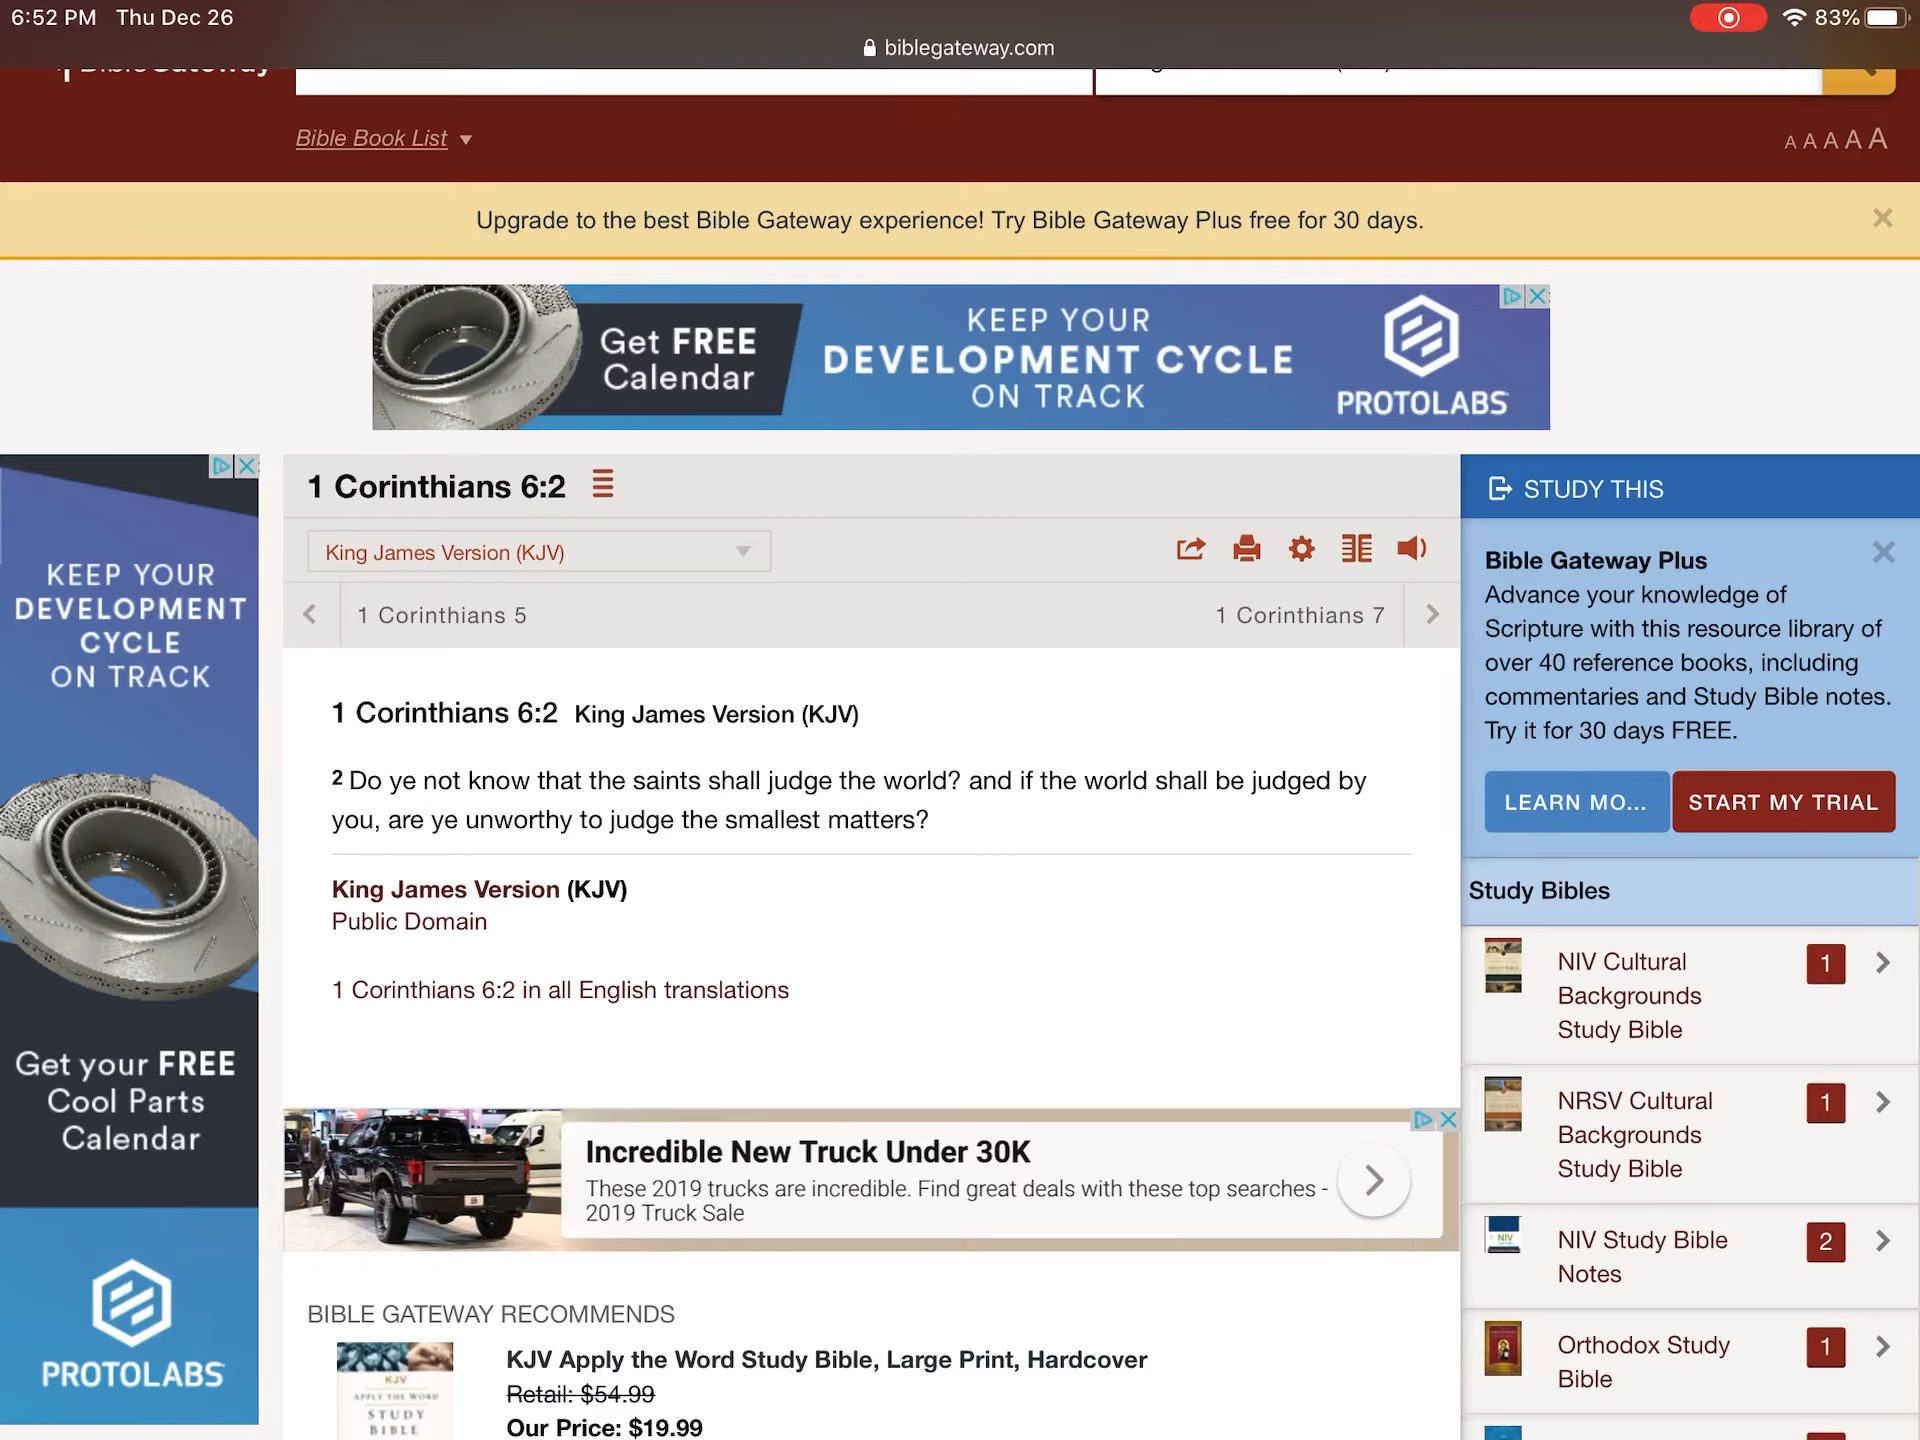 6:52 PM Thu Dec 26
83%
biblegateway.com
Bible Book List
A A A A A
Upgrade to the best Bible Gateway experience! Try Bible Gateway Plus free for 30 days.
Get FREE
Calendar
KEEP YOUR
DEVELOPMENT CYCLE
ON TRACK
PROTOLABS
KEEP YOUR
DEVELOPMENT
CYCLE
ON TRACK
Get your FREE
Cool Parts
Calendar
PROTOLABS
1 Corinthians 6:2
King James Version (KJV)
1 Corinthians 5
1 Corinthians 7
1 Corinthians 6:2 King James Version (KJV)
2 Do ye not know that the saints shall judge the world? and if the world shall be judged by
you, are ye unworthy to judge the smallest matters?
King James Version (KJV)
Public Domain
1 Corinthians 6:2 in all English translations
Incredible New Truck Under 30K
These 2019 trucks are incredible. Find great deals with these top searches -
2019 Truck Sale
BIBLE GATEWAY RECOMMENDS
KJV
APPLY THE WORD
STUDY
BIBLE
KJV Apply the Word Study Bible, Large Print, Hardcover
Retail: $54.99
Our Price: $19.99
STUDY THIS
Bible Gateway Plus
Advance your knowledge of
Scripture with this resource library of
over 40 reference books, including
commentaries and Study Bible notes.
Try it for 30 days FREE.
LEARN MO...
START MY TRIAL
Study Bibles
NIV Cultural
Backgrounds
Study Bible
1
NRSV Cultural
Backgrounds
Study Bible
1
NIV
NIV Study Bible
Notes
2
Orthodox Study
Bible
1